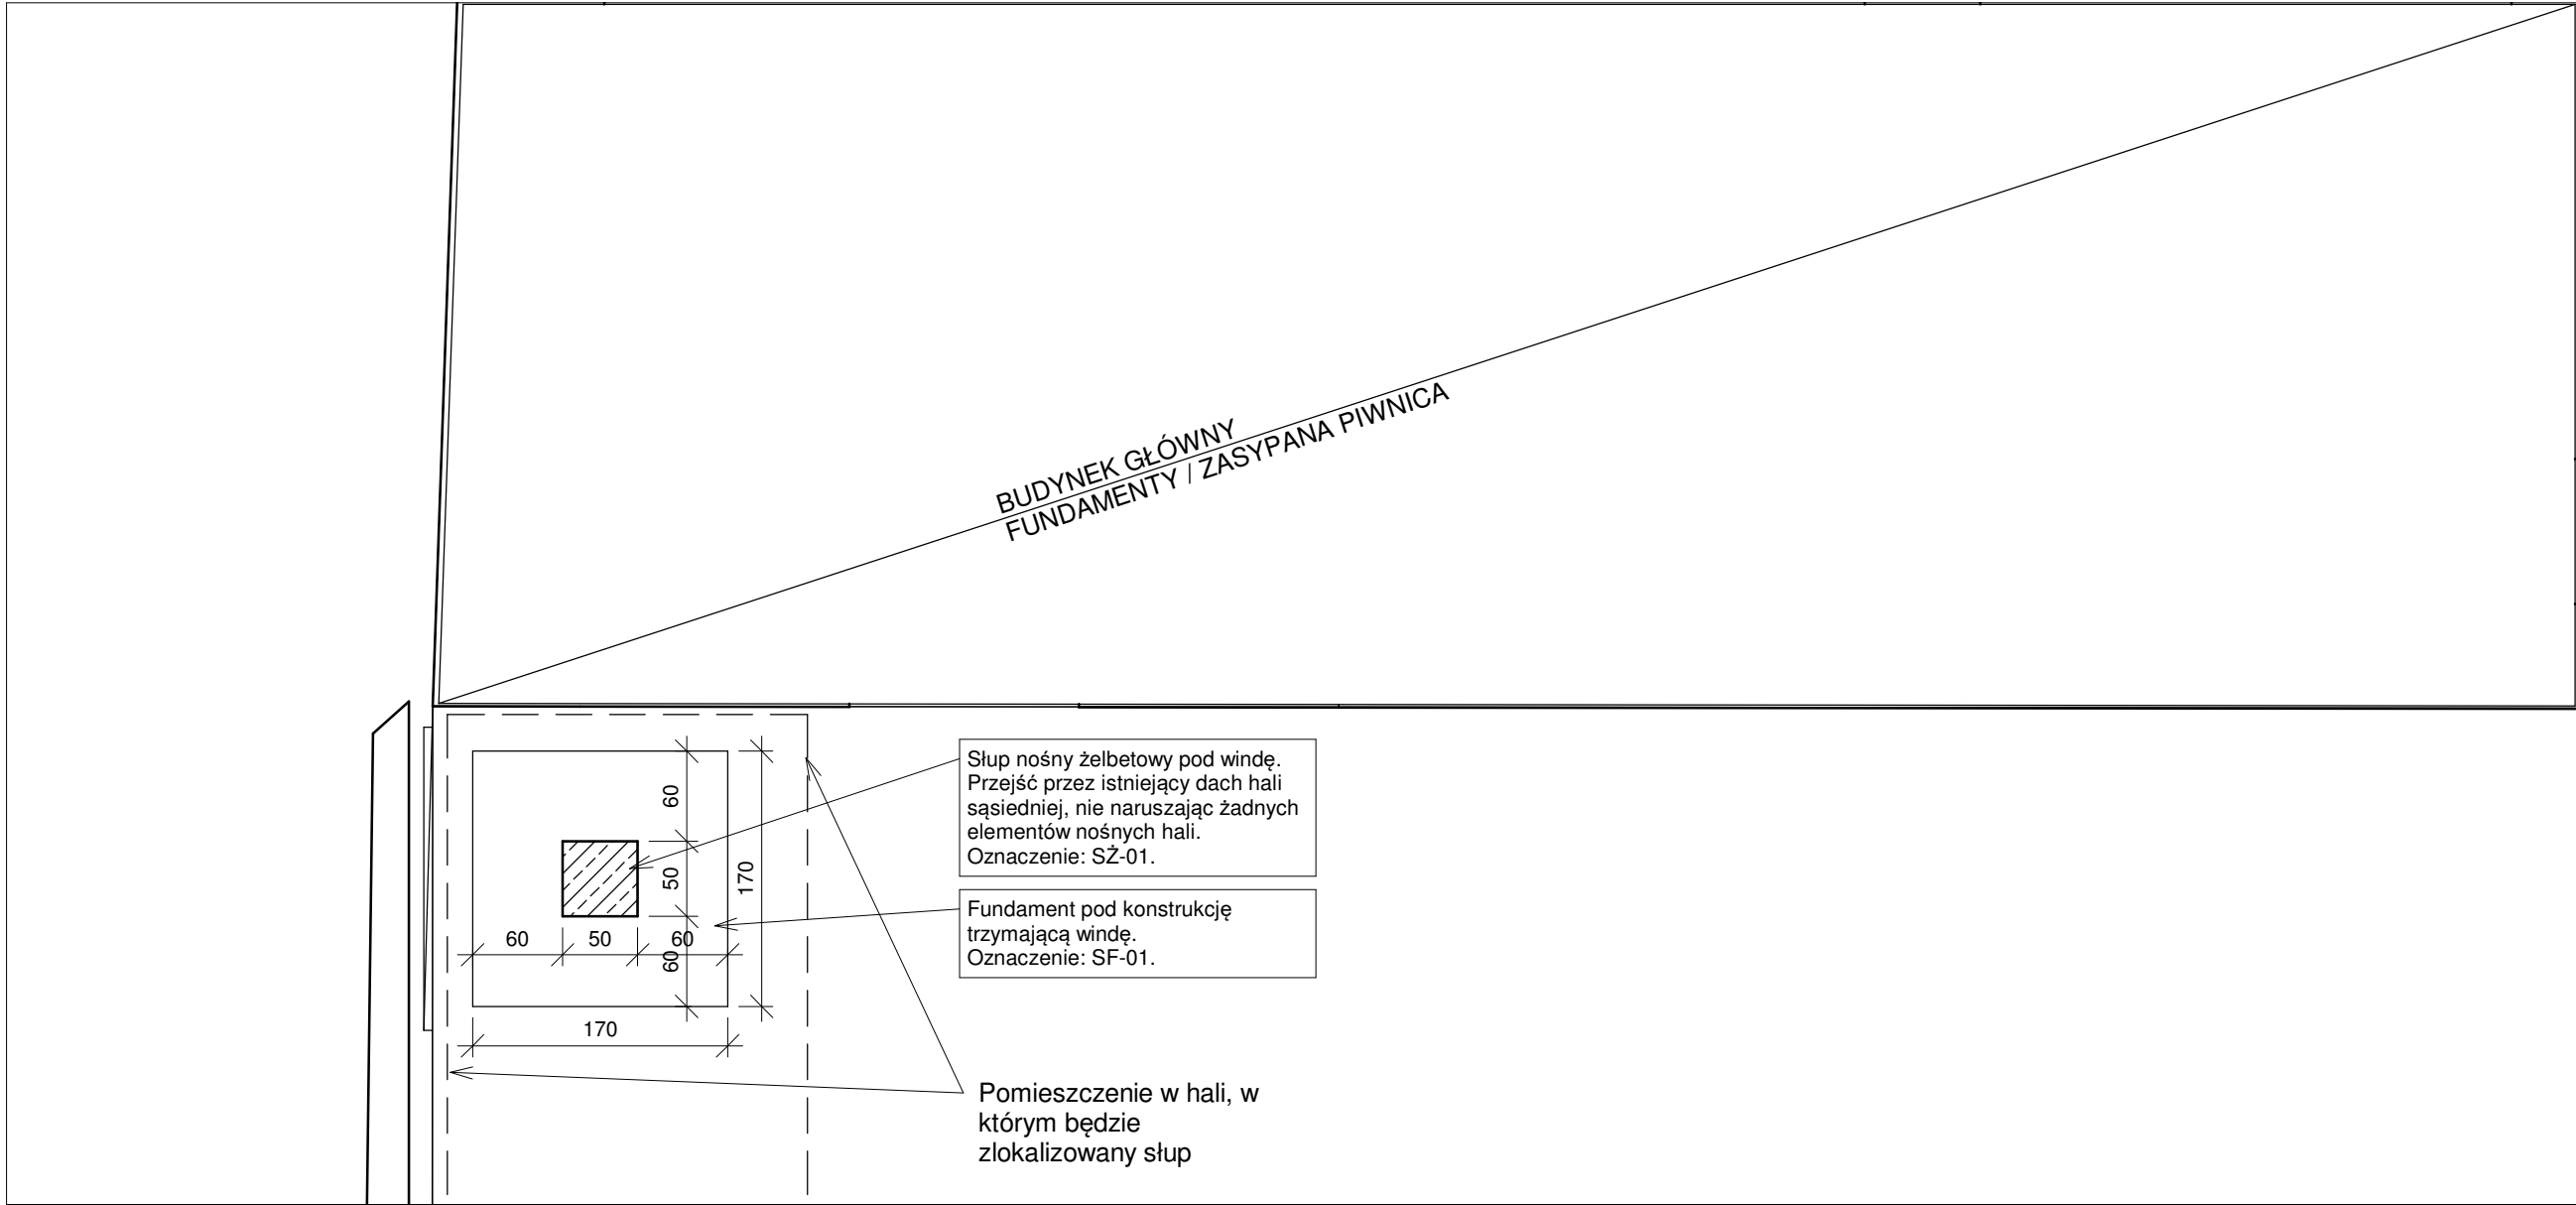 BUDYNEK GŁÓWNY
FUNDAMENTY / ZASYPANA PIWNICA
Słup nośny żelbetowy pod windę.
Przejść przez istniejący dach hali
sąsiedniej, nie naruszając żadnych
elementów nośnych hali.
Oznaczenie: SŻ-01.
60
50
170
Fundament pod konstrukcję
trzymającą windę.
Oznaczenie: SF-01.
60
50
60
60
170
Pomieszczenie w hali, w
którym będzie
zlokalizowany słup